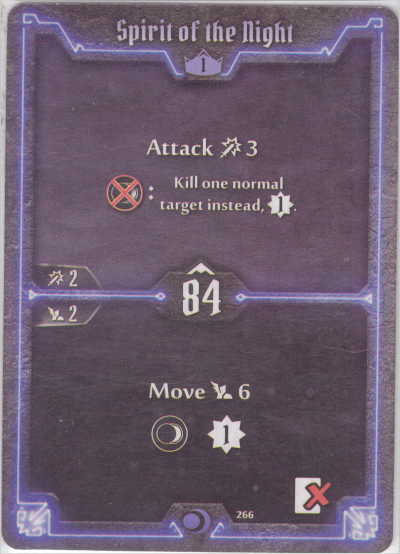 Spirit of the Night
1
Attack 3
: Kill one normal
target instead, 1.
2
84
2
Move 6
1
266